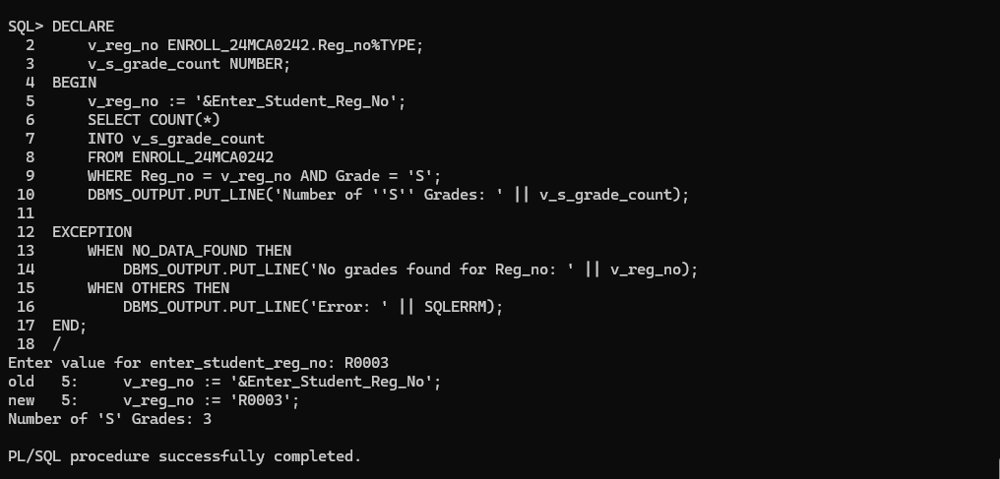 SQL> DECLARE
  2      v_reg_no ENROLL_24MCA0242.Reg_no%TYPE;
  3      v_s_grade_count NUMBER;
  4  BEGIN
  5      v_reg_no := '&Enter_Student_Reg_No';
  6      SELECT COUNT(*)
  7      INTO v_s_grade_count
  8      FROM ENROLL_24MCA0242
  9      WHERE Reg_no = v_reg_no AND Grade = 'S';
 10      DBMS_OUTPUT.PUT_LINE('Number of ''S'' Grades: ' || v_s_grade_count);
 11
 12  EXCEPTION
 13      WHEN NO_DATA_FOUND THEN
 14          DBMS_OUTPUT.PUT_LINE('No grades found for Reg_no: ' || v_reg_no);
 15      WHEN OTHERS THEN
 16          DBMS_OUTPUT.PUT_LINE('Error: ' || SQLERRM);
 17  END;
 18  /
Enter value for enter_student_reg_no: R0003
old   5:     v_reg_no := '&Enter_Student_Reg_No';
new   5:     v_reg_no := 'R0003';
Number of 'S' Grades: 3

PL/SQL procedure successfully completed.